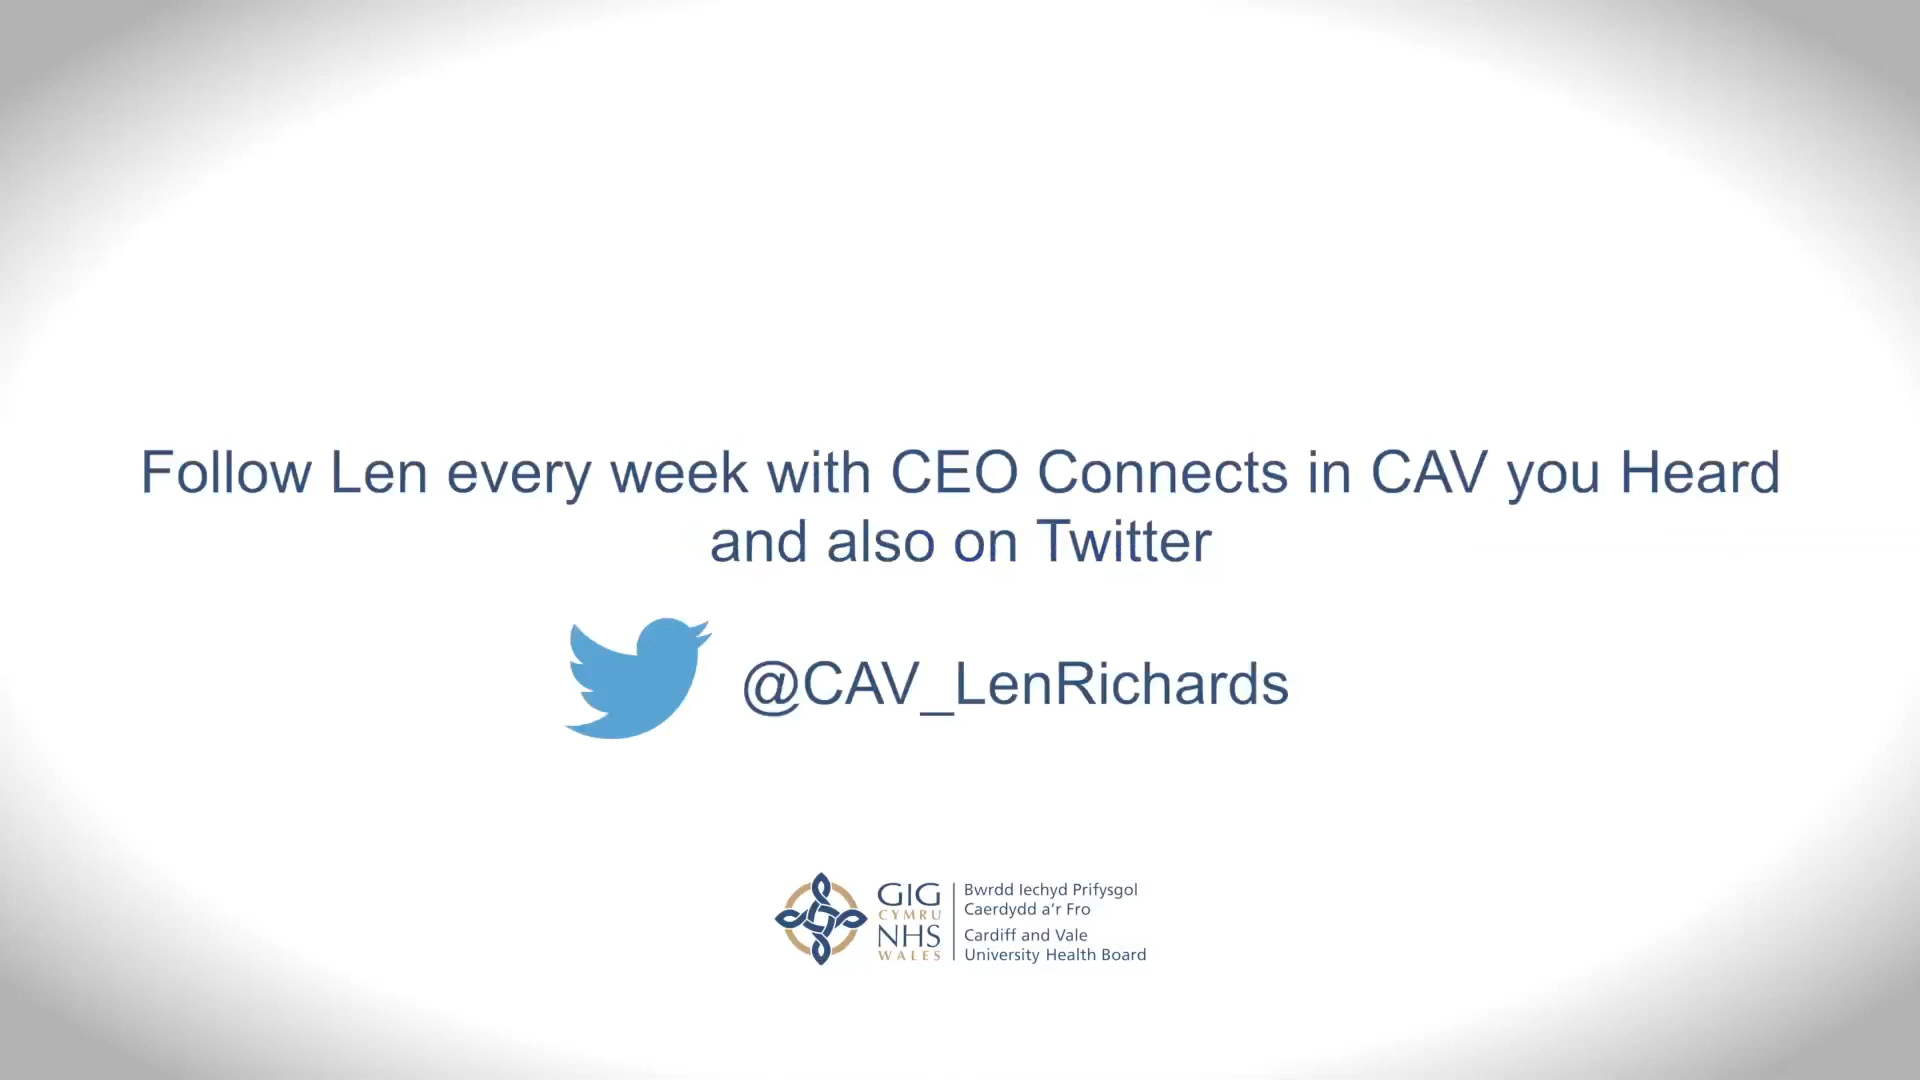 Follow Len every week with CEO Connects in CAV you Heard
and also on Twitter
@CAV_LenRichards
GIG
CYMRU
NHS
WALES
Bwrdd Iechyd Prifysgol
Caerdydd a'r Fro
Cardiff and Vale
University Health Board